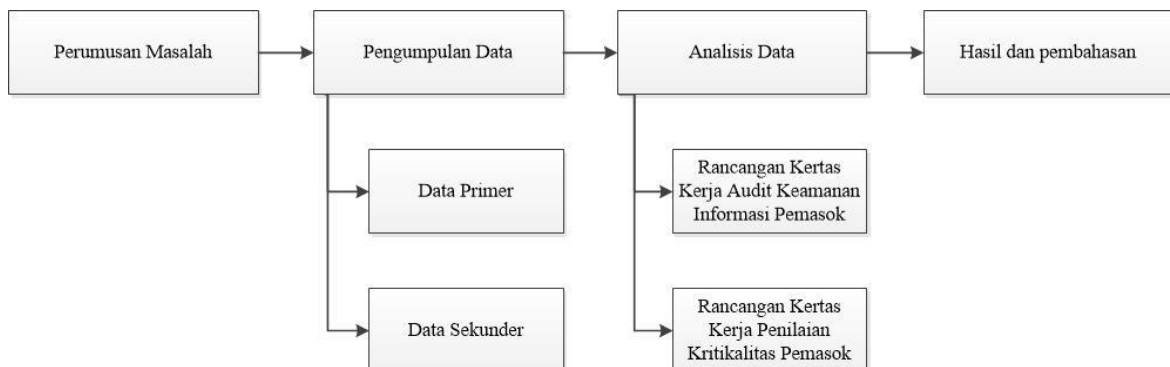 Perumusan Masalah
Pengumpulan Data
Analisis Data
Hasil dan pembahasan
Data Primer
Rancangan Kertas
Kerja Audit Keamanan
Informasi Pemasok
Data Sekunder
Rancangan Kertas
Kerja Penilaian
Kritikalitas Pemasok